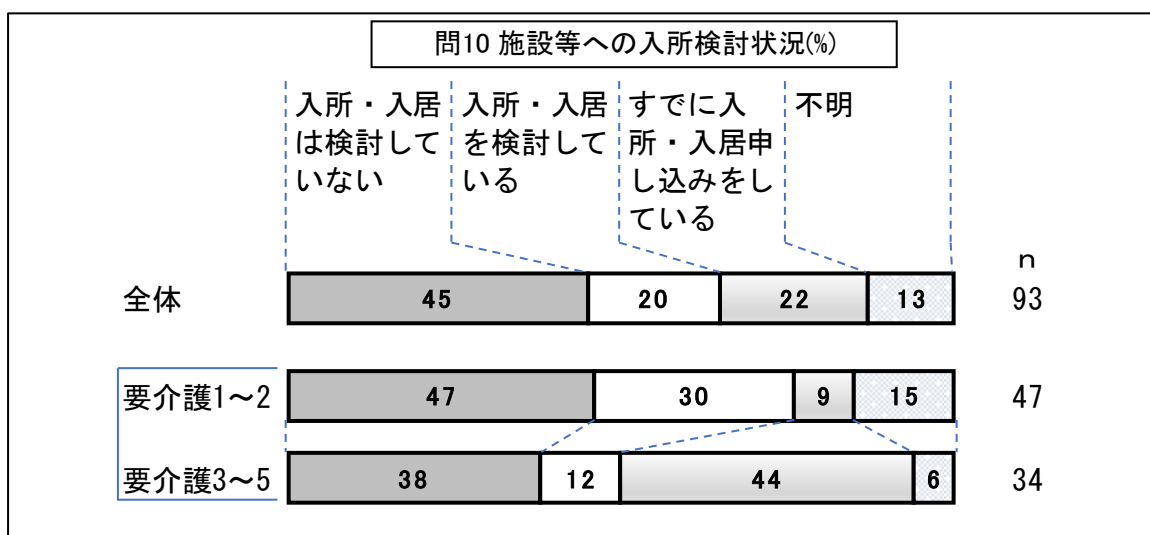 問10 施設等への入所検討状況(%)
入所・入居
は検討して
いない
入所・入居
を検討して
いる
すでに入
所・入居申
し込みをし
ている
不明
n
全体 45 20 22 13 93
要介護1～2 47 30 9 15 47
要介護3～5 38 12 44 6 34